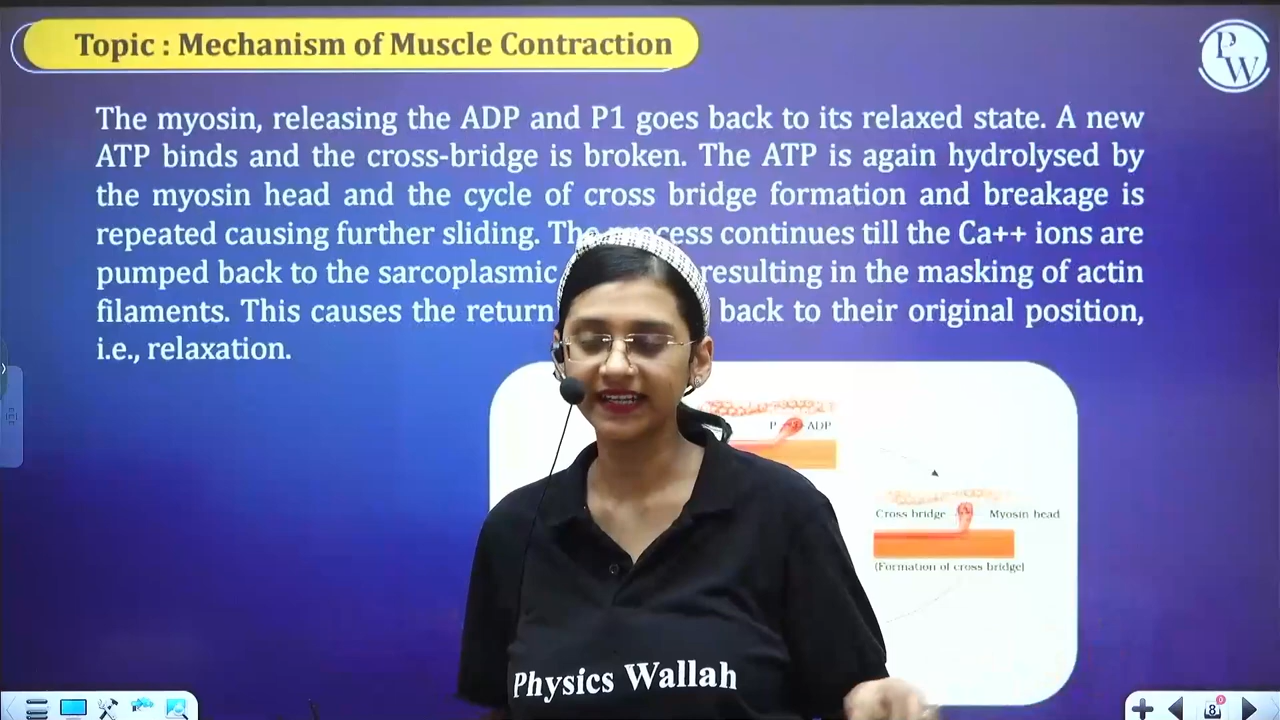 Topic : Mechanism of Muscle Contraction
PW
The myosin, releasing the ADP and P1 goes back to its relaxed state. A new
ATP binds and the cross-bridge is broken. The ATP is again hydrolysed by
the myosin head and the cycle of cross bridge formation and breakage is
repeated causing further sliding. The process continues till the Ca++ ions are
pumped back to the sarcoplasmic resulting in the masking of actin
filaments. This causes the return back to their original position,
i.e., relaxation.
P ADP
Cross bridge Myosin head
(Formation of cross bridge)
Physics Wallah
8